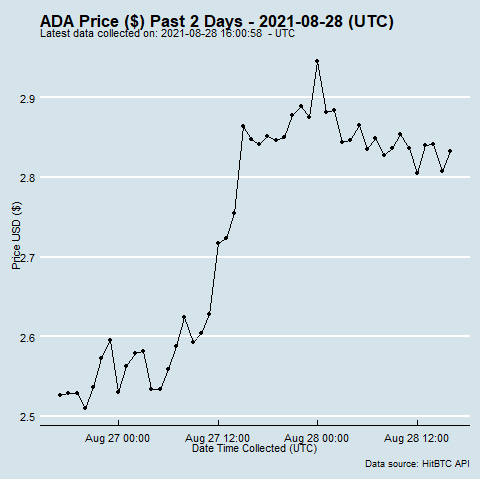 ADA Price ($) Past 2 Days - 2021-08-28 (UTC)
Latest data collected on: 2021-08-28 16:00:58  - UTC
2.9
2.8
2.7
2.6
2.5
Price USD ($)
Aug 27 00:00
Aug 27 12:00
Aug 28 00:00
Aug 28 12:00
Date Time Collected (UTC)
Data source: HitBTC API